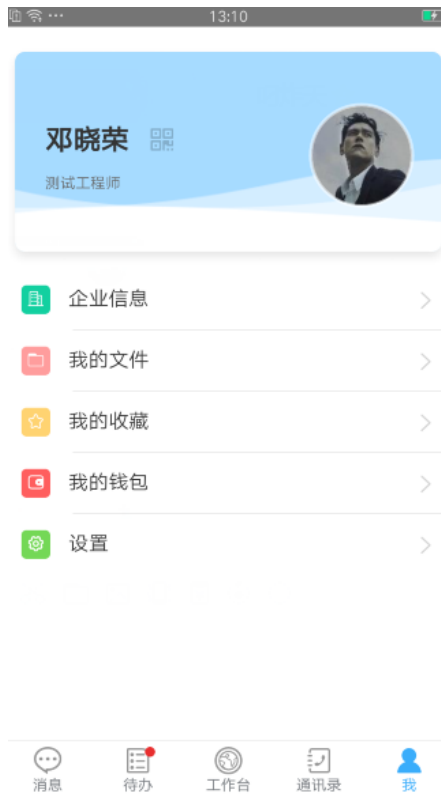 13:10
邓晓荣
测试工程师
企业信息
我的文件
我的收藏
我的钱包
设置
消息
待办
工作台
通讯录
我